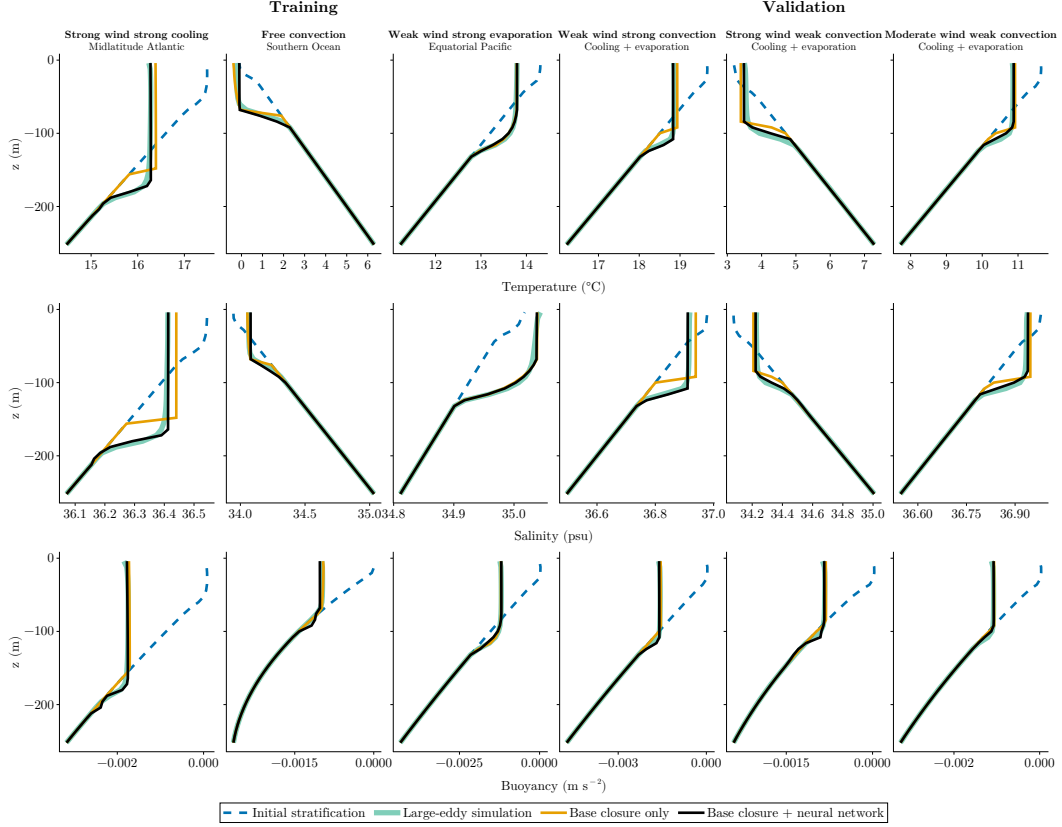 Training
Validation
Strong wind strong cooling
Midlatitude Atlantic
Free convection
Southern Ocean
Weak wind strong evaporation
Equatorial Pacific
Weak wind strong convection
Cooling + evaporation
Strong wind weak convection
Cooling + evaporation
Moderate wind weak convection
Cooling + evaporation
z (m)
0
−100
−200
15 16 17
0 1 2 3 4 5 6
12 13 14
17 18 19
3 4 5 6 7
8 9 10 11
Temperature (°C)
z (m)
0
−100
−200
36.1 36.2 36.3 36.4 36.5
34.0 34.5 35.0
34.8 34.9 35.0
36.6 36.8 37.0
34.2 34.4 34.6 34.8 35.0
36.60 36.75 36.90
Salinity (psu)
z (m)
0
−100
−200
−0.002 0.000
−0.0015 0.0000
−0.0025 0.0000
−0.003 0.000
−0.0015 0.0000
−0.002 0.000
Buoyancy (m s⁻²)
Initial stratification Large-eddy simulation Base closure only Base closure + neural network